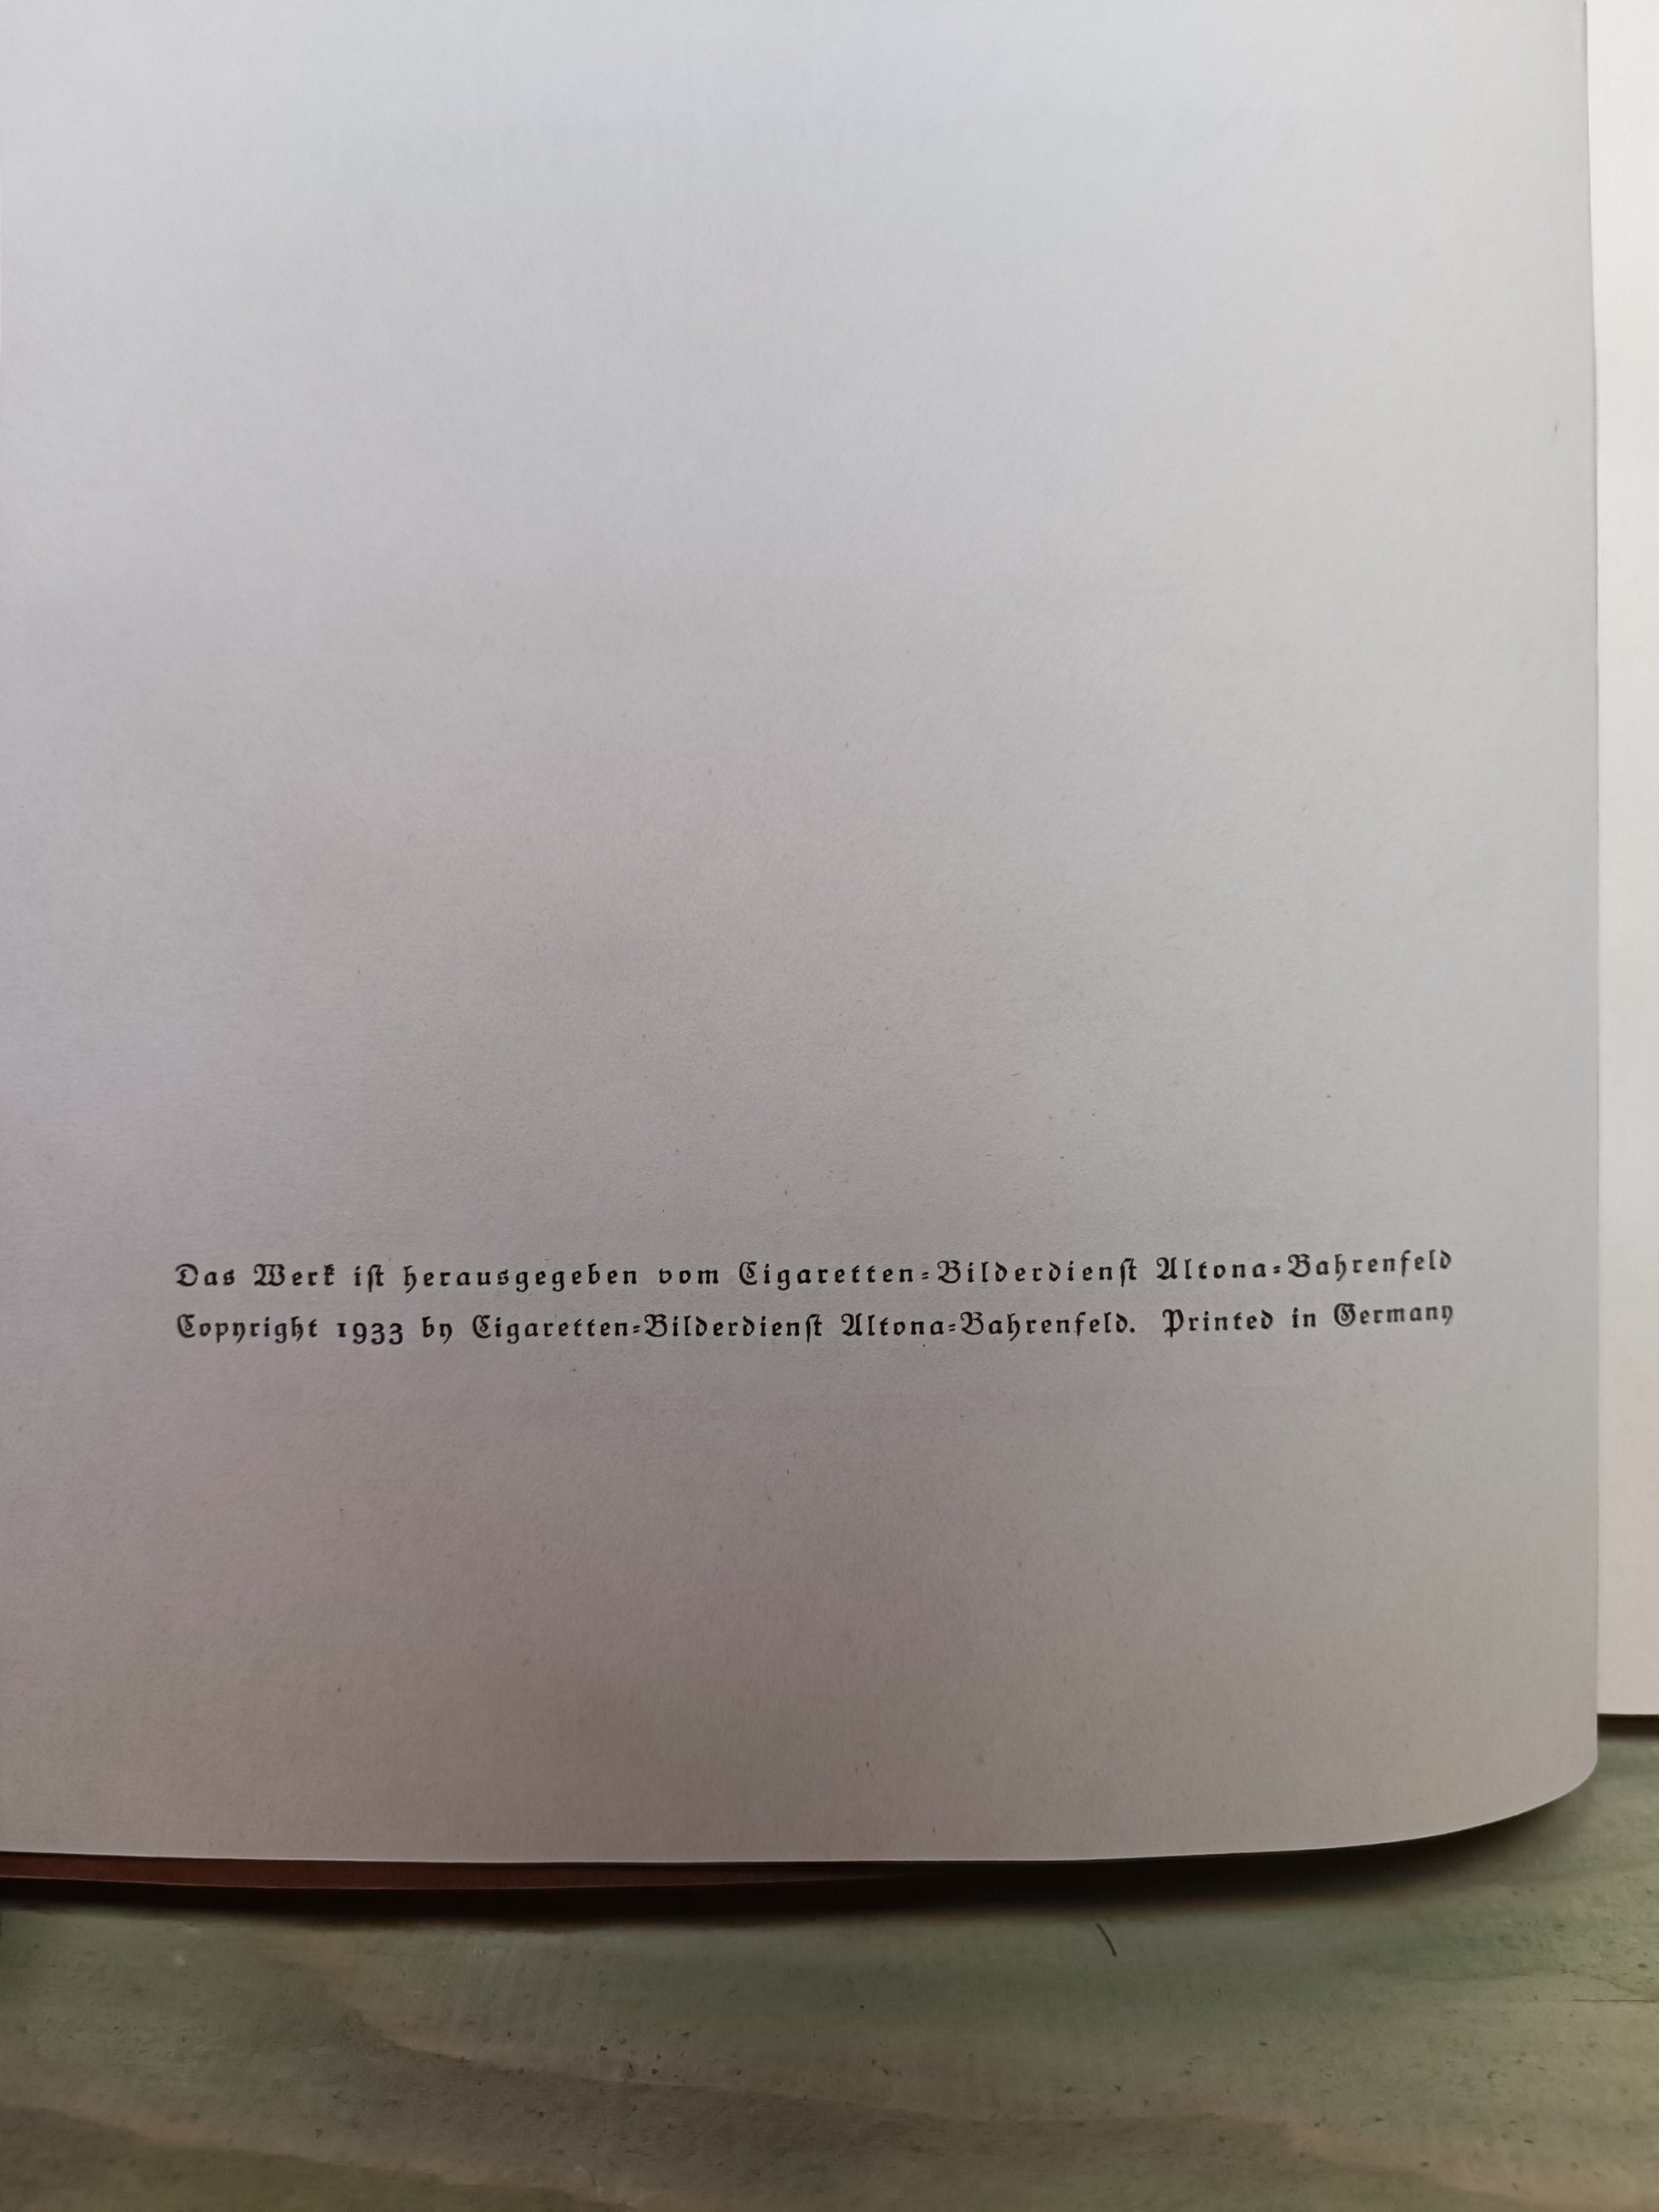 Das Werk ist herausgegeben vom Cigaretten-Bilderdienst Altona-Bahrenfeld
Copyright 1933 by Cigaretten-Bilderdienst Altona-Bahrenfeld. Printed in Germany